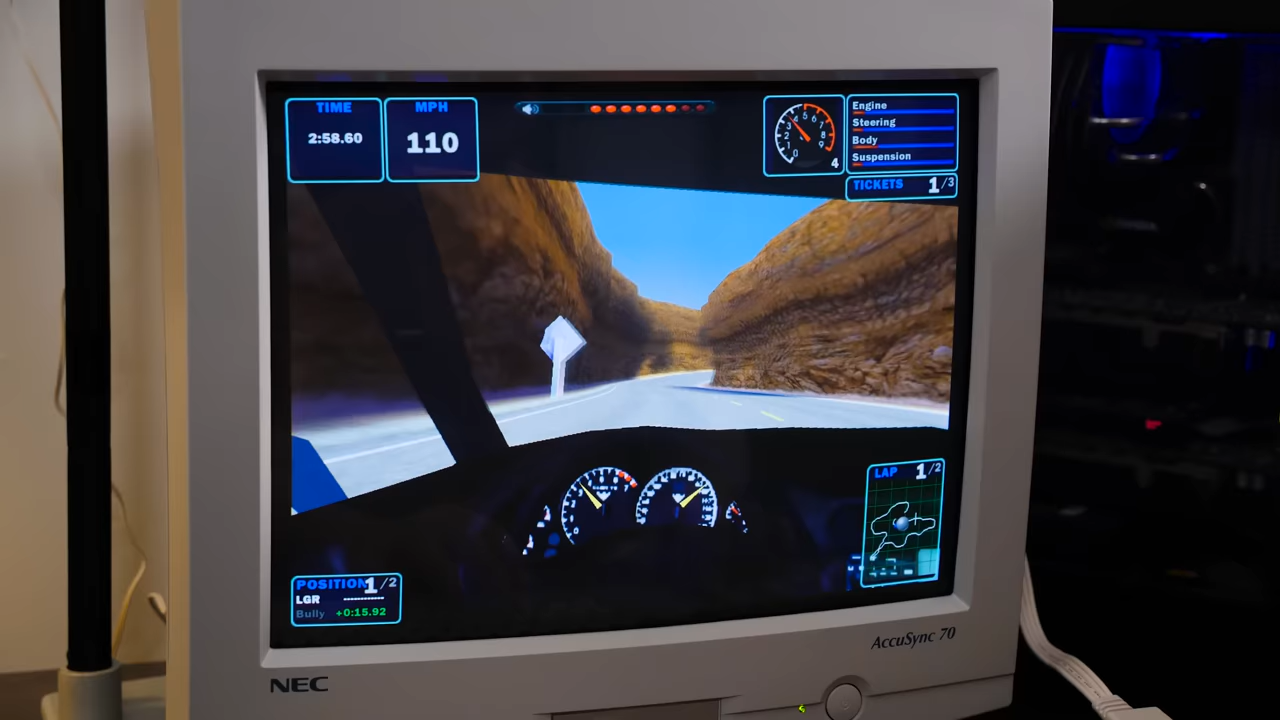 TIME
2:58.60
MPH
110
4
Engine
Steering
Body
Suspension
TICKETS 1/3
LAP 1/2
POSITION 1/2
LGR --------
Bully +0:15.92
AccuSync 70
NEC